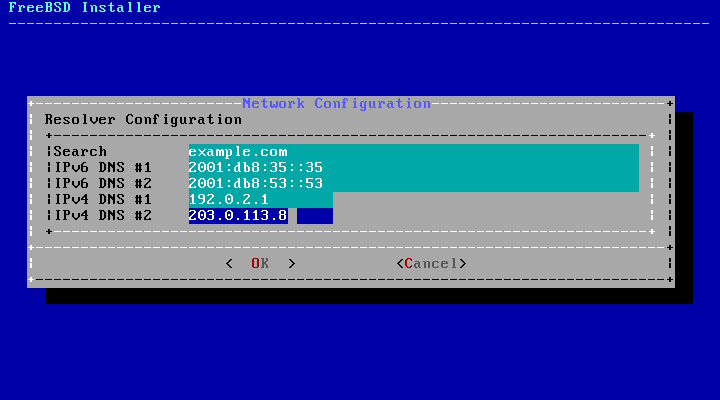 FreeBSD Installer
Network Configuration
Resolver Configuration
Search example.com
IPv6 DNS #1 2001:db8:35::35
IPv6 DNS #2 2001:db8:53::53
IPv4 DNS #1 192.0.2.1
IPv4 DNS #2 203.0.113.8
< OK > <Cancel>